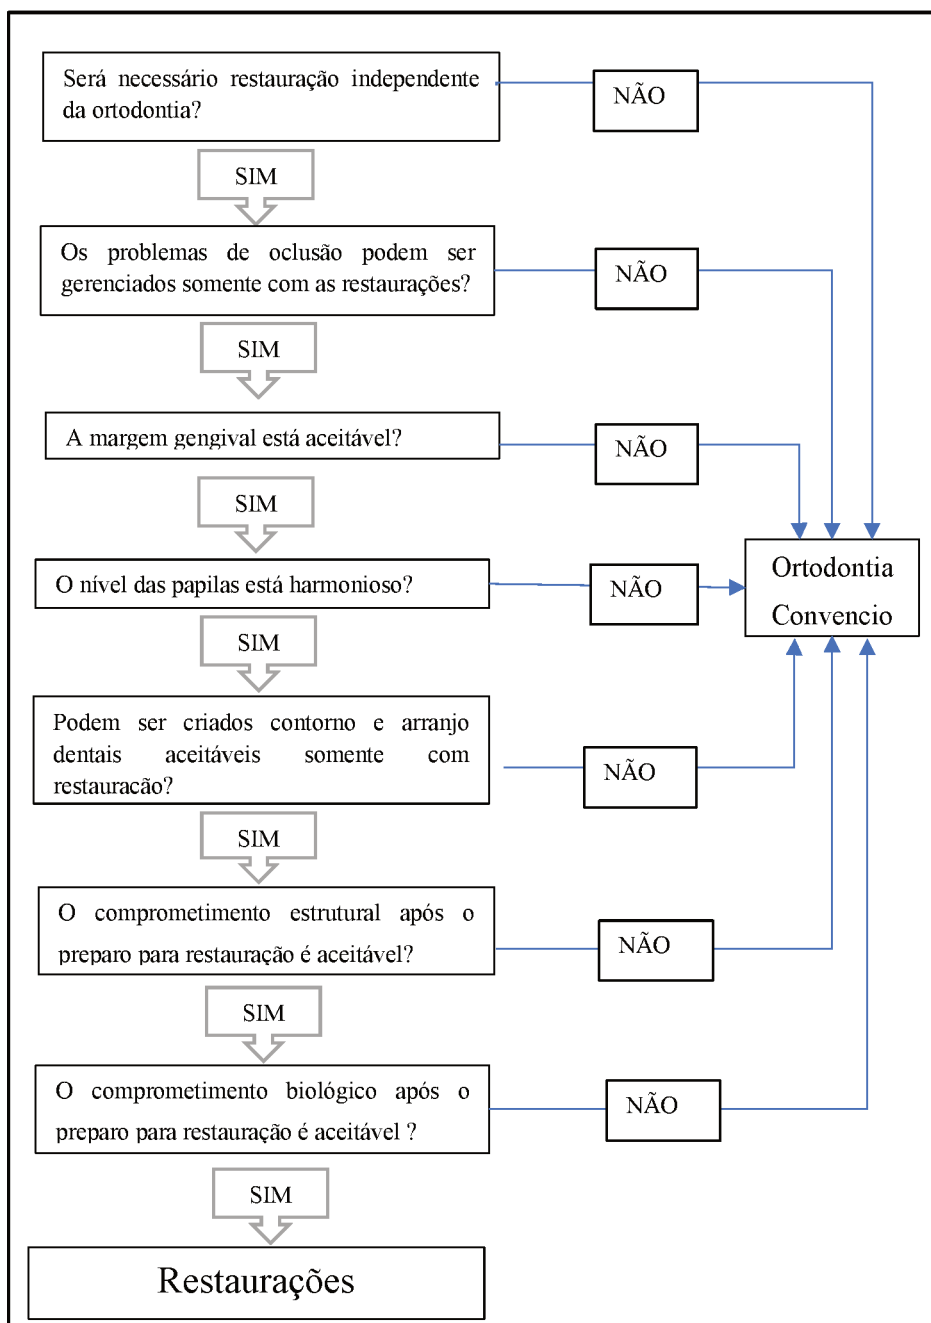 Será necessário restauração independente
da ortodontia?
NÃO
SIM
Os problemas de oclusão podem ser
gerenciados somente com as restaurações?
NÃO
SIM
A margem gengival está aceitável?
NÃO
SIM
O nível das papilas está harmonioso?
NÃO
Ortodontia
Convencio
SIM
Podem ser criados contorno e arranjo
dentais aceitáveis somente com
restauração?
NÃO
SIM
O comprometimento estrutural após o
preparo para restauração é aceitável?
NÃO
SIM
O comprometimento biológico após o
preparo para restauração é aceitável ?
NÃO
SIM
Restaurações